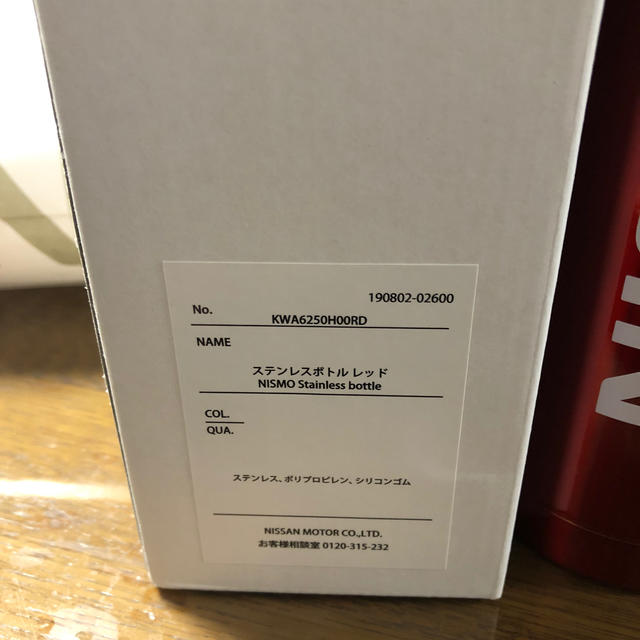 190802-02600
No. KWA6250H00RD
NAME
ステンレスボトル レッド
NISMO Stainless bottle
COL.
QUA.
ステンレス、ポリプロピレン、シリコンゴム
NISSAN MOTOR CO.,LTD.
お客様相談室 0120-315-232
NIS